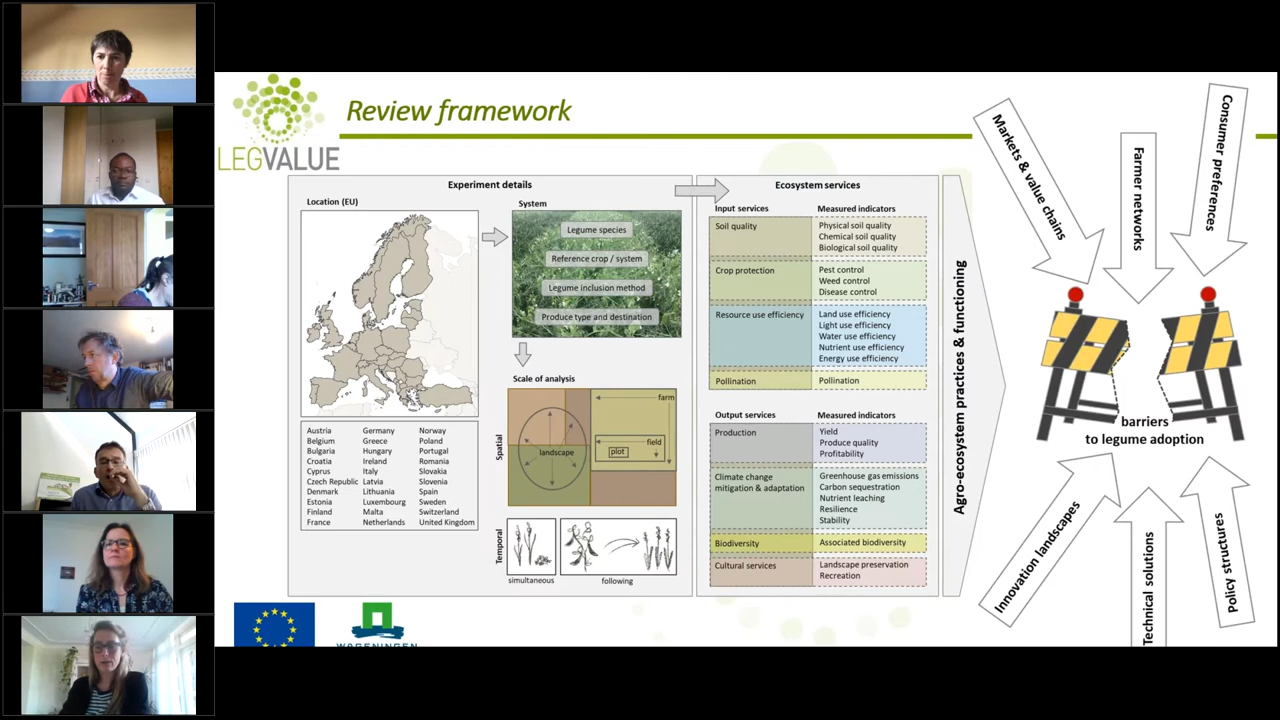 Review framework
LEGVALUE
Experiment details
Location (EU)
Austria
Belgium
Bulgaria
Croatia
Cyprus
Czech Republic
Denmark
Estonia
Finland
France
Germany
Greece
Hungary
Ireland
Italy
Latvia
Lithuania
Luxembourg
Malta
Netherlands
Norway
Poland
Portugal
Romania
Slovakia
Slovenia
Spain
Sweden
Switzerland
United Kingdom
System
Legume species
Reference crop / system
Legume inclusion method
Produce type and destination
Scale of analysis
Spatial
landscape
farm
field
plot
Temporal
simultaneous
following
Ecosystem services
Input services
Measured indicators
Soil quality
Physical soil quality
Chemical soil quality
Biological soil quality
Crop protection
Pest control
Weed control
Disease control
Resource use efficiency
Land use efficiency
Light use efficiency
Water use efficiency
Nutrient use efficiency
Energy use efficiency
Pollination
Pollination
Output services
Measured indicators
Production
Yield
Produce quality
Profitability
Climate change
mitigation & adaptation
Greenhouse gas emissions
Carbon sequestration
Nutrient leaching
Resilience
Stability
Biodiversity
Associated biodiversity
Cultural services
Landscape preservation
Recreation
Agro-ecosystem practices & functioning
Markets & value chains
Farmer networks
Consumer preferences
barriers
to legume adoption
Innovation landscapes
Technical solutions
Policy structures
WAGENINGEN